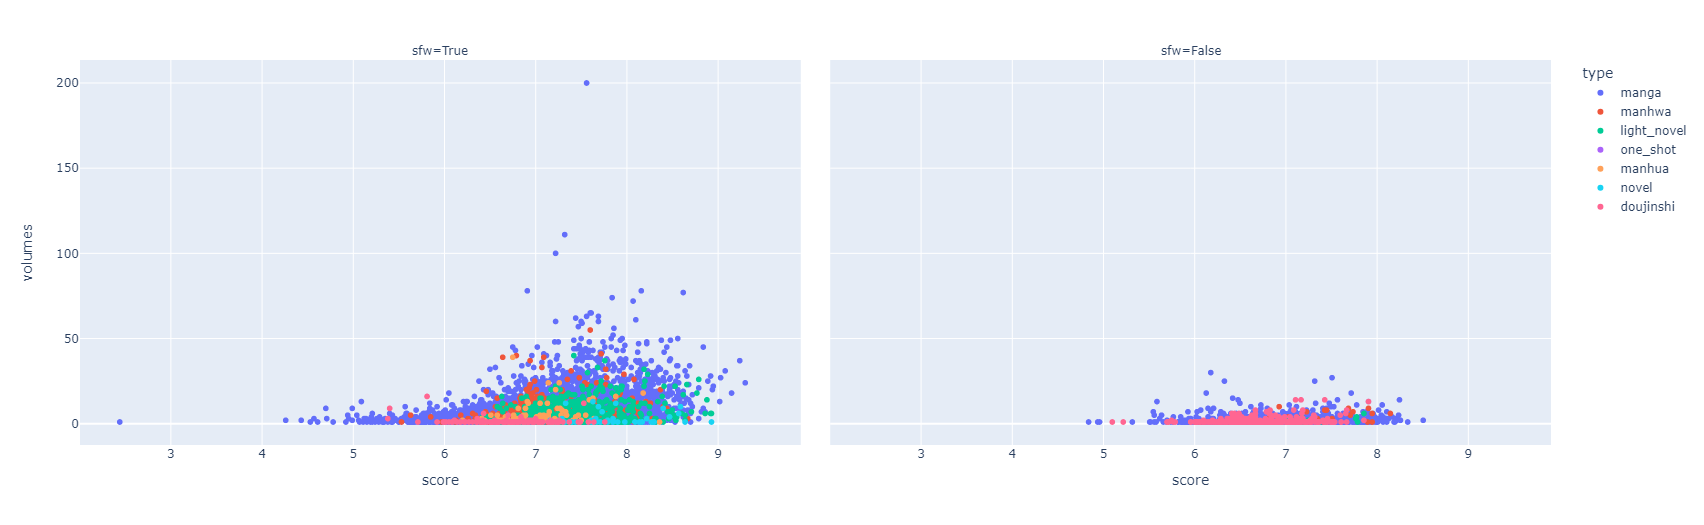 sfw=True
sfw=False
volumes
200
150
100
50
0
3 4 5 6 7 8 9
score
3 4 5 6 7 8 9
score
type
manga
manhwa
light_novel
one_shot
manhua
novel
doujinshi